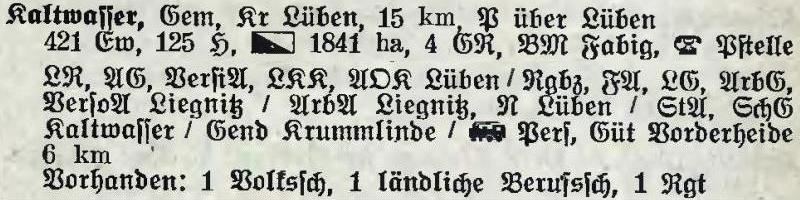 Kaltwasser, Gem, Kr Lüben, 15 km, P über Lüben
421 Ew, 125 H, 1841 ha, 4 GR, BM Fabig, ☎ Pstelle
LR, AG, VersiA, LKK, AOK Lüben / Rgbz, FA, LG, ArbG,
VersoA Liegnitz / ArbA Liegnitz, N Lüben / StA, SchG
Kaltwasser / Gend Krummlinde / Pers, Güt Vorderheide
6 km
Vorhanden: 1 Volkssch, 1 ländliche Berufssch, 1 Rgt